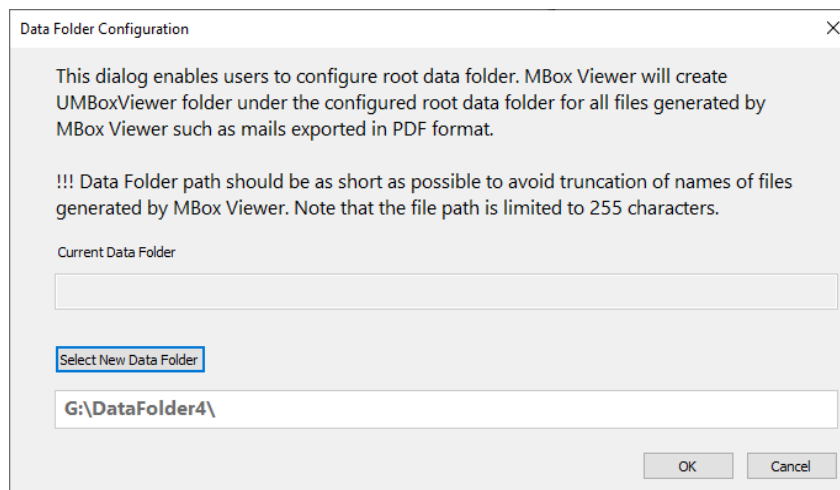 Data Folder Configuration
This dialog enables users to configure root data folder. MBox Viewer will create
UMBoxViewer folder under the configured root data folder for all files generated by
MBox Viewer such as mails exported in PDF format.
!!! Data Folder path should be as short as possible to avoid truncation of names of files
generated by MBox Viewer. Note that the file path is limited to 255 characters.
Current Data Folder
Select New Data Folder
G:\DataFolder4\
OK Cancel